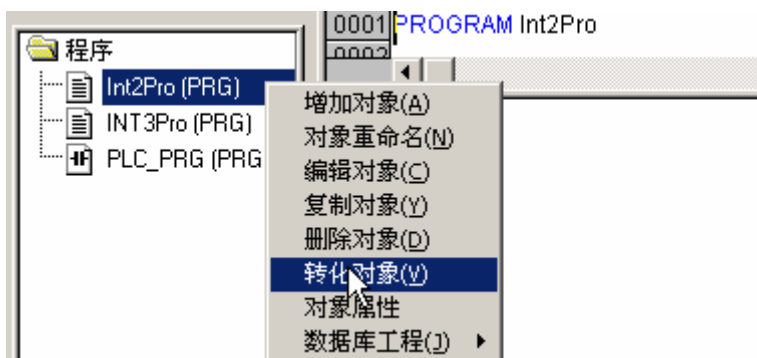 程序
Int2Pro (PRG)
INT3Pro (PRG)
PLC_PRG (PRG
0001 PROGRAM Int2Pro
0002
增加对象(A)
对象重命名(N)
编辑对象(C)
复制对象(Y)
删除对象(D)
转化对象(V)
对象属性
数据库工程(J)